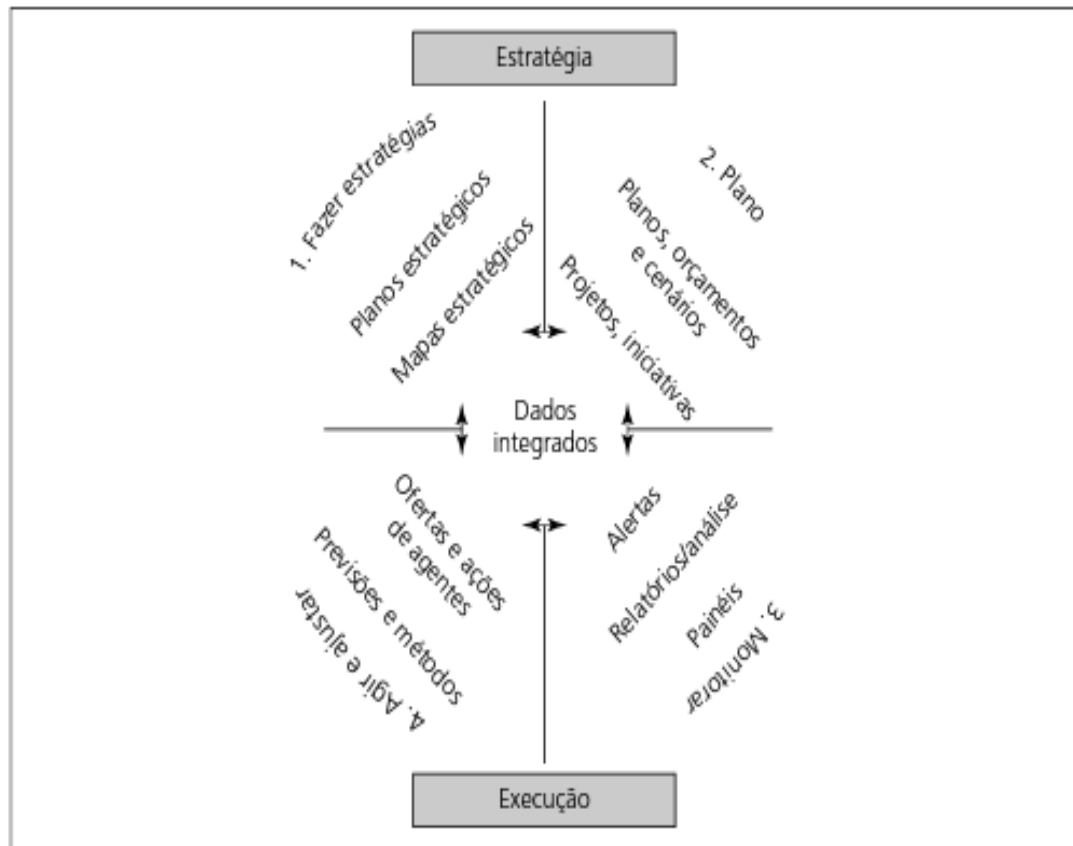 Estratégia
1. Fazer estratégias
Planos estratégicos
Mapas estratégicos
2. Plano
Planos, orçamentos
e cenários
Projetos, iniciativas
Dados
integrados
Ofertas e ações
de agentes
Previsões e métopos
4. Agir e ajustar
Alertas
Relatórios/análise
Painéis
3. Monitorar
Execução